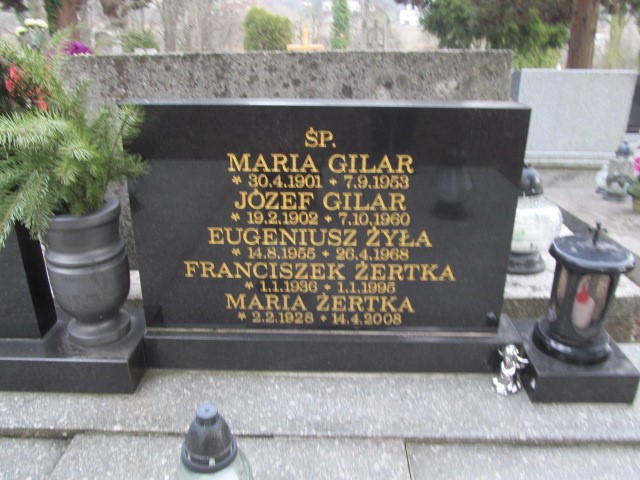 ŚP.
MARIA GILAR
* 30.4.1901 + 7.9.1953
JÓZEF GILAR
* 19.2.1902 + 7.10.1960
EUGENIUSZ ŻYŁA
* 14.8.1955 + 26.4.1968
FRANCISZEK ŻERTKA
* 1.1.1936 + 1.1.1995
MARIA ŻERTKA
* 2.2.1928 + 14.4.2008